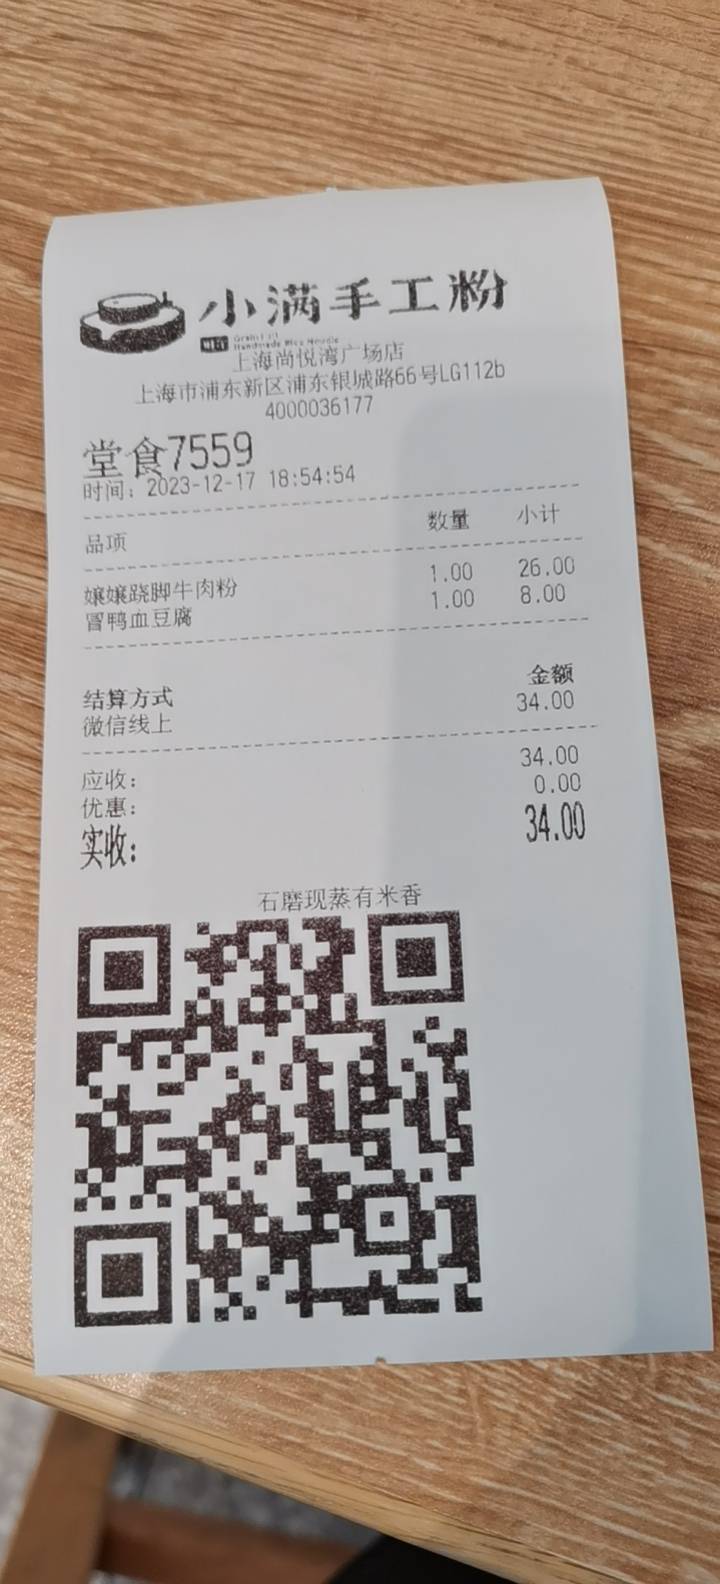 小满手工粉
Handmade Rice Noodle
上海尚悦湾广场店
上海市浦东新区浦东银城路66号LG112b
4000036177
堂食7559
时间：2023-12-17 18:54:54
品项 数量 小计
孃孃跷脚牛肉粉 1.00 26.00
冒鸭血豆腐 1.00 8.00
结算方式 金额
微信线上 34.00
应收： 34.00
优惠： 0.00
实收： 34.00
石磨现蒸有米香